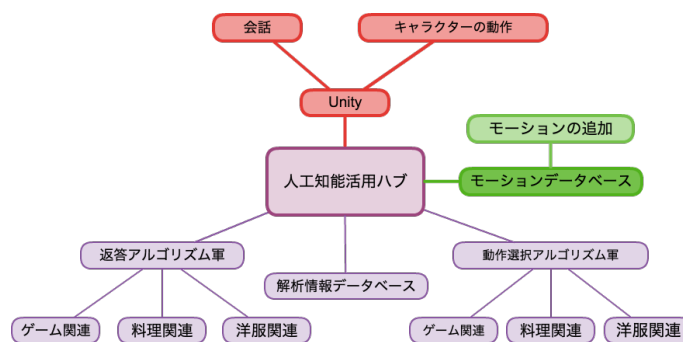 会話
キャラクターの動作
Unity
モーションの追加
人工知能活用ハブ
モーションデータベース
返答アルゴリズム軍
動作選択アルゴリズム軍
解析情報データベース
ゲーム関連
料理関連
洋服関連
ゲーム関連
料理関連
洋服関連